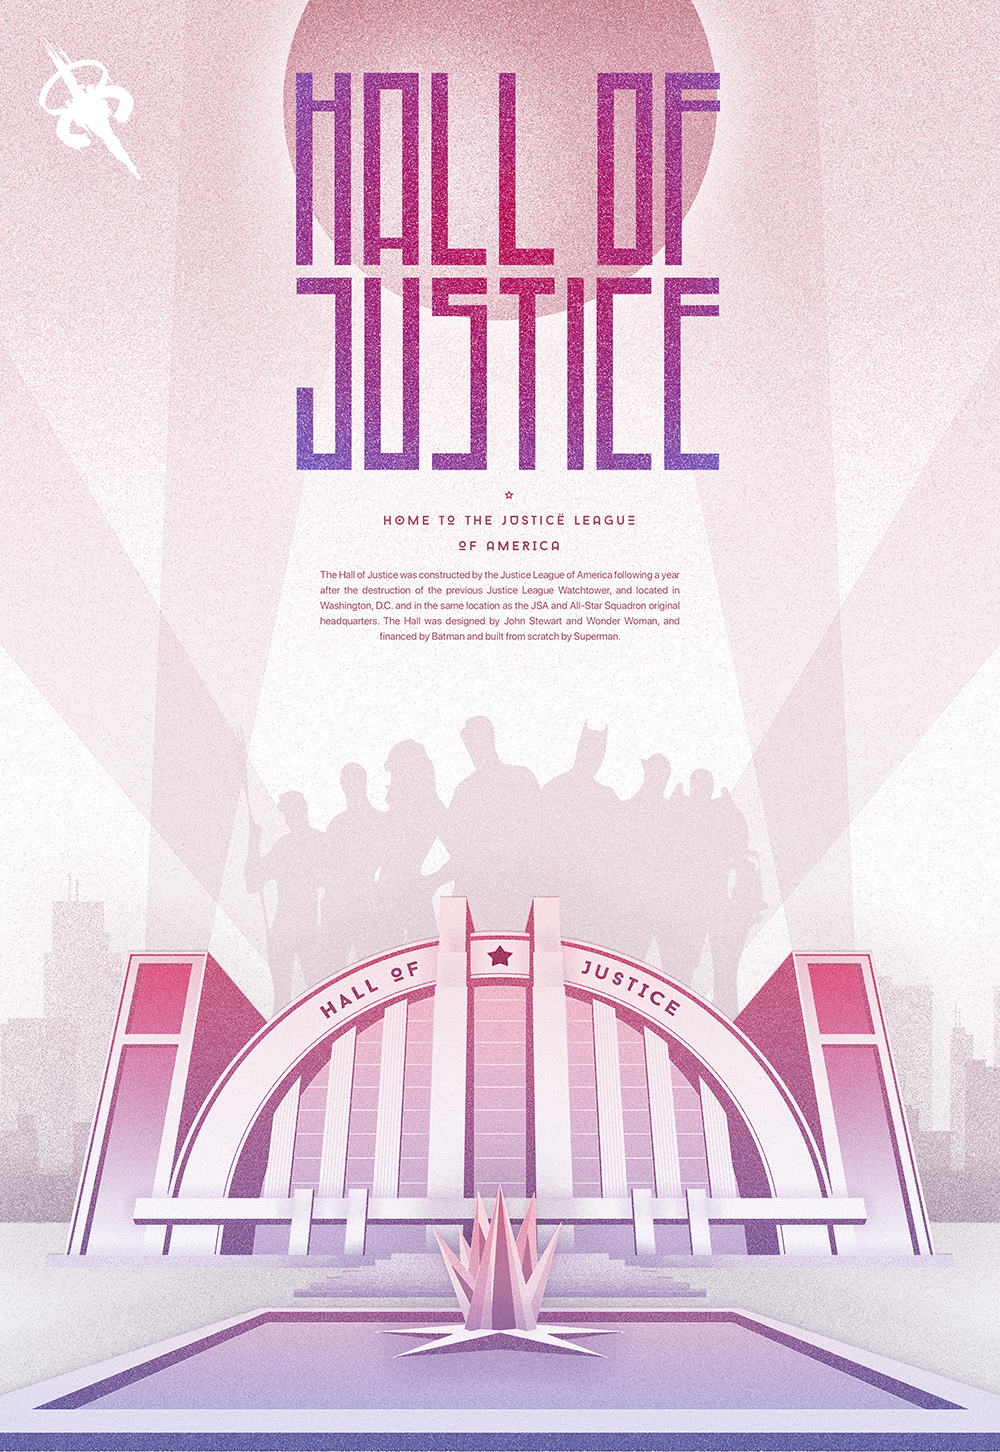 HALL OF
JUSTICE
HOME TO THE JUSTICË LEAGUE
OF AMERICA
The Hall of Justice was constructed by the Justice League of America following a year
after the destruction of the previous Justice League Watchtower, and located in
Washington, D.C. and in the same location as the JSA and All-Star Squadron original
headquarters. The Hall was designed by John Stewart and Wonder Woman, and
financed by Batman and built from scratch by Superman.
HALL OF JUSTICE